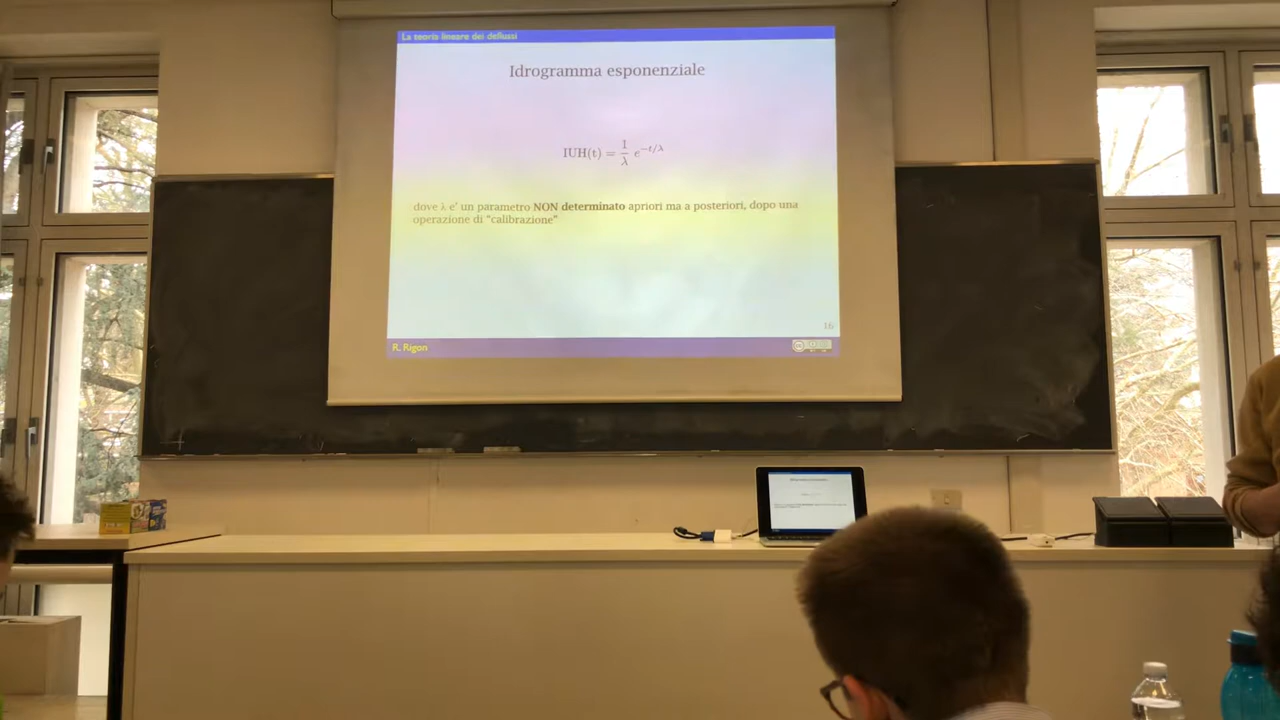 La teoria lineare dei deflussi
Idrogramma esponenziale
IUH(t) = 1/λ e^{-t/λ}
dove λ e' un parametro NON determinato apriori ma a posteriori, dopo una
operazione di "calibrazione"
16
R. Rigon